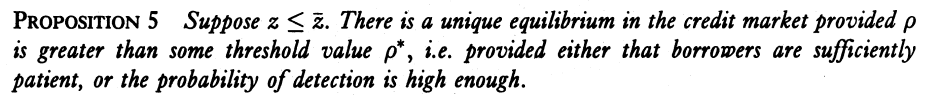 PROPOSITION 5 Suppose z ≤ z̄. There is a unique equilibrium in the credit market provided ρ
is greater than some threshold value ρ*, i.e. provided either that borrowers are sufficiently
patient, or the probability of detection is high enough.